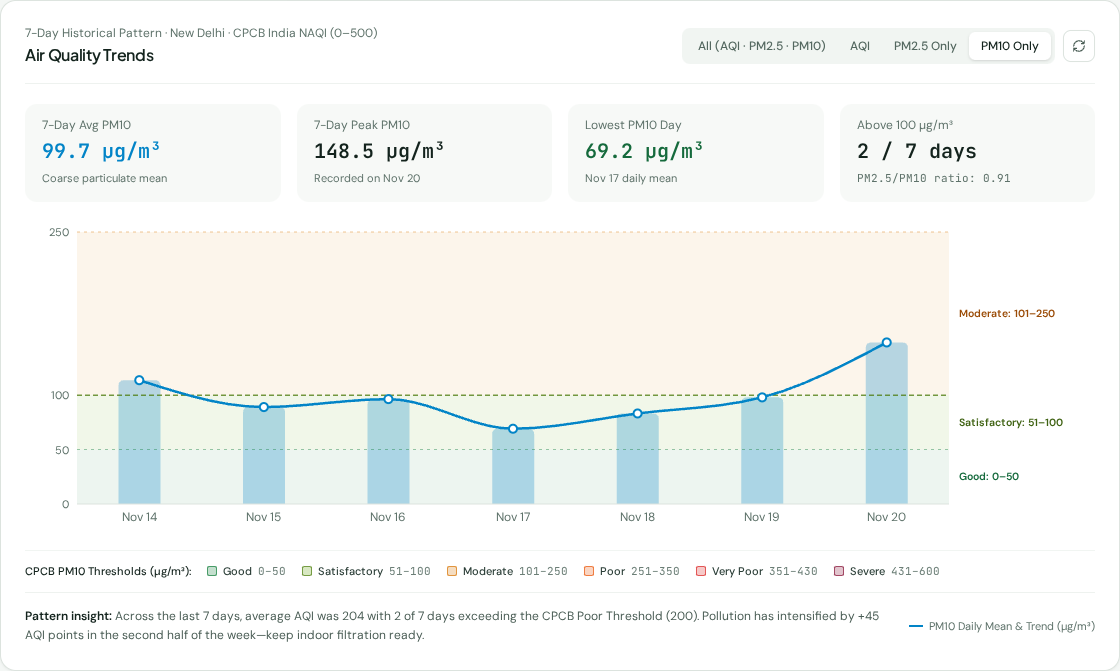 7-Day Historical Pattern · New Delhi · CPCB India NAQI (0–500)
Air Quality Trends
All (AQI · PM2.5 · PM10)
AQI
PM2.5 Only
PM10 Only
7-Day Avg PM10
99.7 µg/m³
Coarse particulate mean
7-Day Peak PM10
148.5 µg/m³
Recorded on Nov 20
Lowest PM10 Day
69.2 µg/m³
Nov 17 daily mean
Above 100 µg/m³
2 / 7 days
PM2.5/PM10 ratio: 0.91
250
100
50
0
Moderate: 101–250
Satisfactory: 51–100
Good: 0–50
Nov 14
Nov 15
Nov 16
Nov 17
Nov 18
Nov 19
Nov 20
CPCB PM10 Thresholds (µg/m³):
Good 0–50
Satisfactory 51–100
Moderate 101–250
Poor 251–350
Very Poor 351–430
Severe 431–600
Pattern insight: Across the last 7 days, average AQI was 204 with 2 of 7 days exceeding the CPCB Poor Threshold (200). Pollution has intensified by +45
AQI points in the second half of the week—keep indoor filtration ready.
PM10 Daily Mean & Trend (µg/m³)